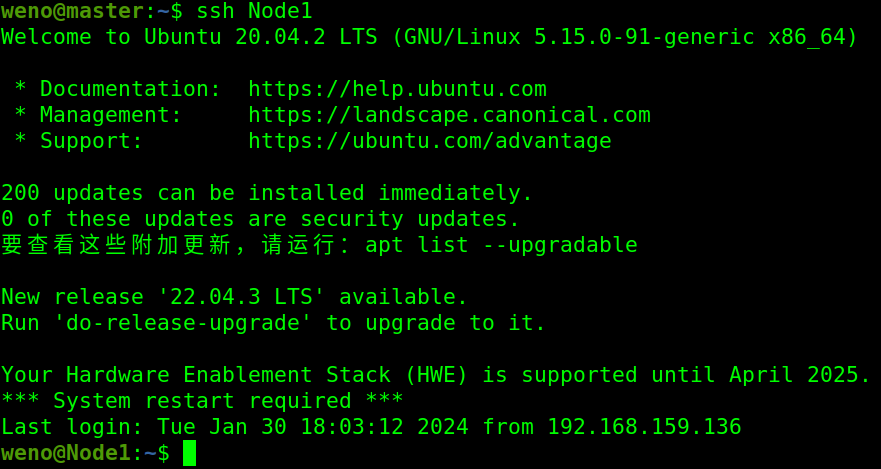 weno@master:~$ ssh Node1
Welcome to Ubuntu 20.04.2 LTS (GNU/Linux 5.15.0-91-generic x86_64)
* Documentation:  https://help.ubuntu.com
* Management:     https://landscape.canonical.com
* Support:        https://ubuntu.com/advantage
200 updates can be installed immediately.
0 of these updates are security updates.
要查看这些附加更新，请运行：apt list --upgradable
New release '22.04.3 LTS' available.
Run 'do-release-upgrade' to upgrade to it.
Your Hardware Enablement Stack (HWE) is supported until April 2025.
*** System restart required ***
Last login: Tue Jan 30 18:03:12 2024 from 192.168.159.136
weno@Node1:~$